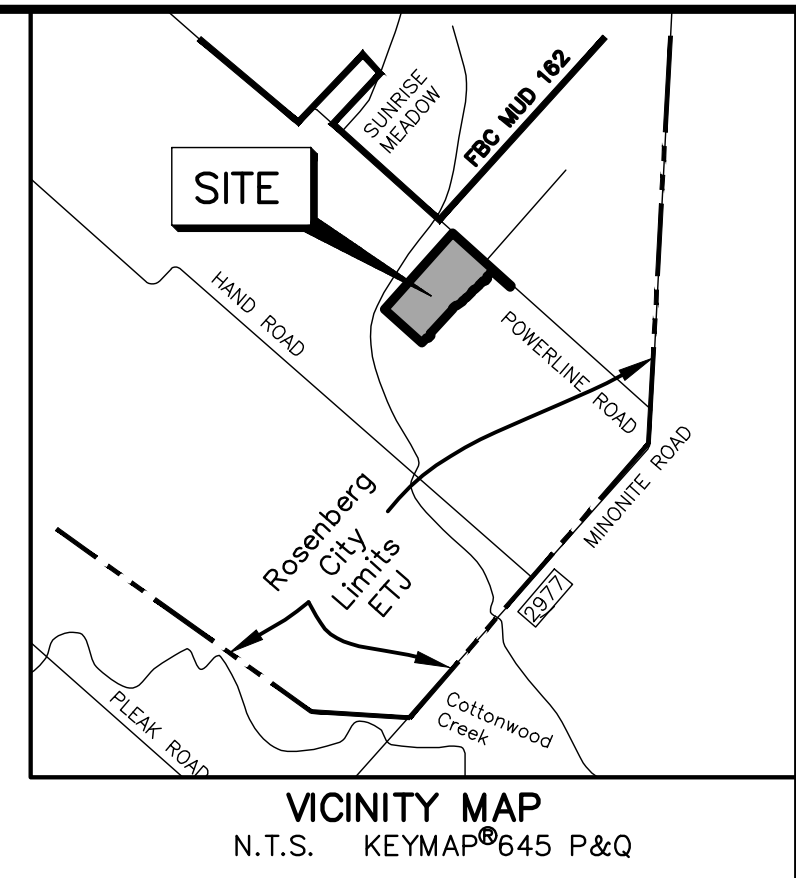 SUNRISE
MEADOW
FBC MUD 162
SITE
HAND ROAD
POWERLINE ROAD
MINONITE ROAD
Rosenberg
City
Limits
ETJ
2977
Cottonwood
Creek
PLEAK ROAD
VICINITY MAP
N.T.S. KEYMAP®645 P&Q